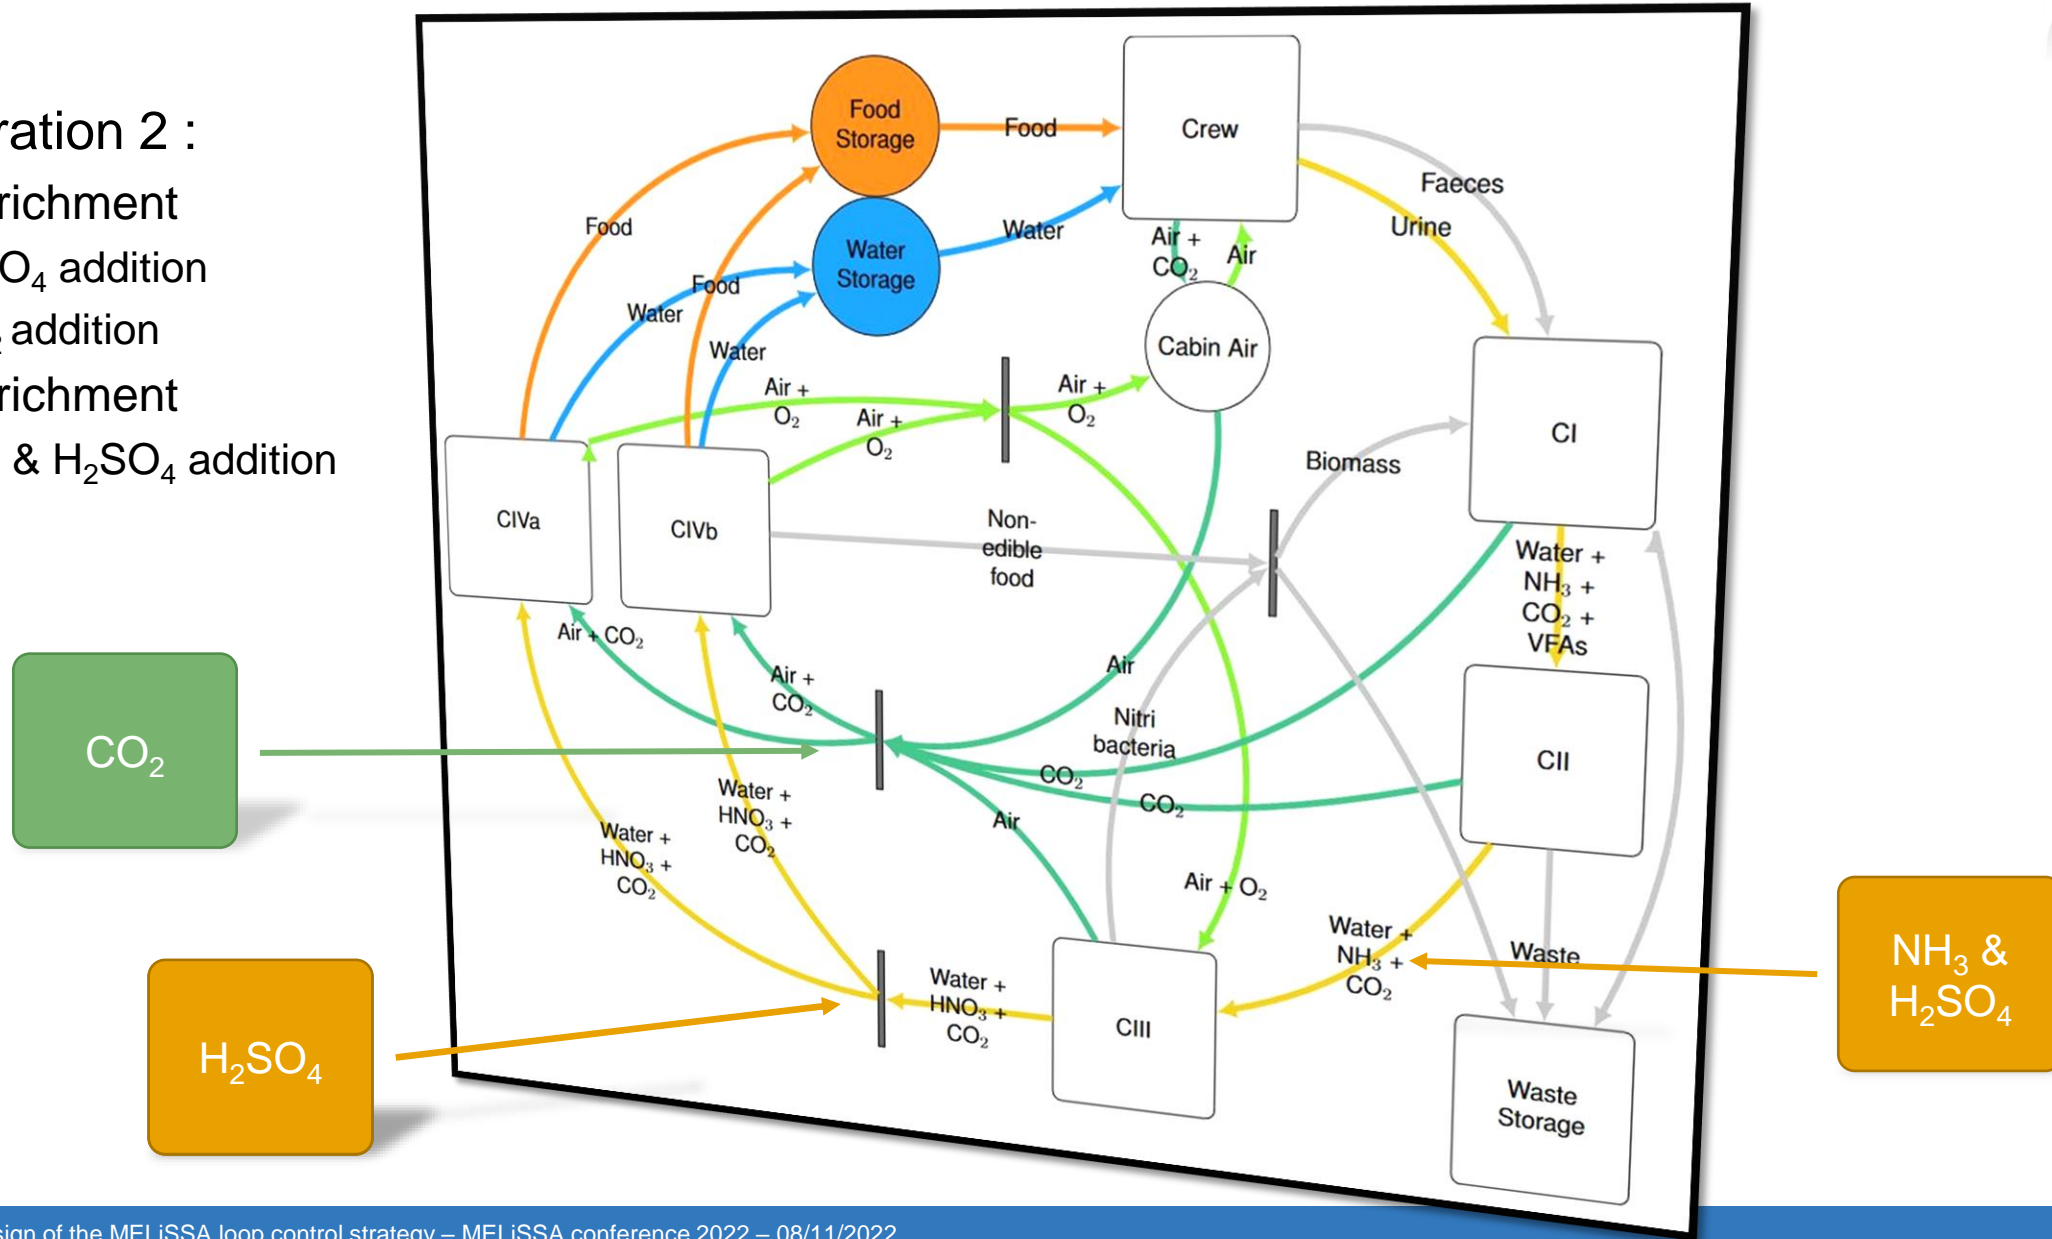 ration 2 :
richment
O₄ addition
addition
richment
& H₂SO₄ addition
Food
Storage
Food
Crew
Faeces
Urine
Food
Water
Storage
Water
Air +
CO₂
Air
Food
Water
Water
Cabin Air
Air +
O₂
Air +
O₂
Air +
O₂
CI
Biomass
CIVa
CIVb
Non-
edible
food
Water +
NH₃ +
CO₂ +
VFAs
Air + CO₂
Air +
CO₂
Air
Nitri
bacteria
CO₂
CO₂
CO₂
CII
Water +
HNO₃ +
CO₂
Water +
HNO₃ +
CO₂
Air
Air + O₂
Water +
NH₃ +
CO₂
Waste
NH₃ &
H₂SO₄
Water +
HNO₃ +
CO₂
CIII
H₂SO₄
Waste
Storage
sign of the MELiSSA loop control strategy – MELiSSA conference 2022 – 08/11/2022